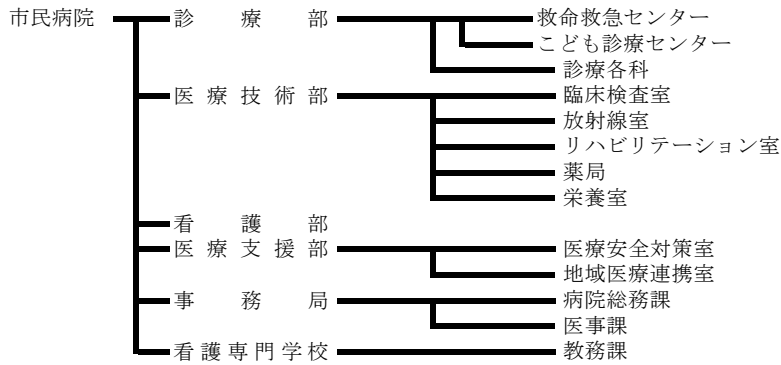 市民病院 診療部 救命救急センター
こども診療センター
診療各科
医療技術部 臨床検査室
放射線室
リハビリテーション室
薬局
栄養室
看護部
医療支援部 医療安全対策室
地域医療連携室
事務局 病院総務課
医事課
看護専門学校 教務課